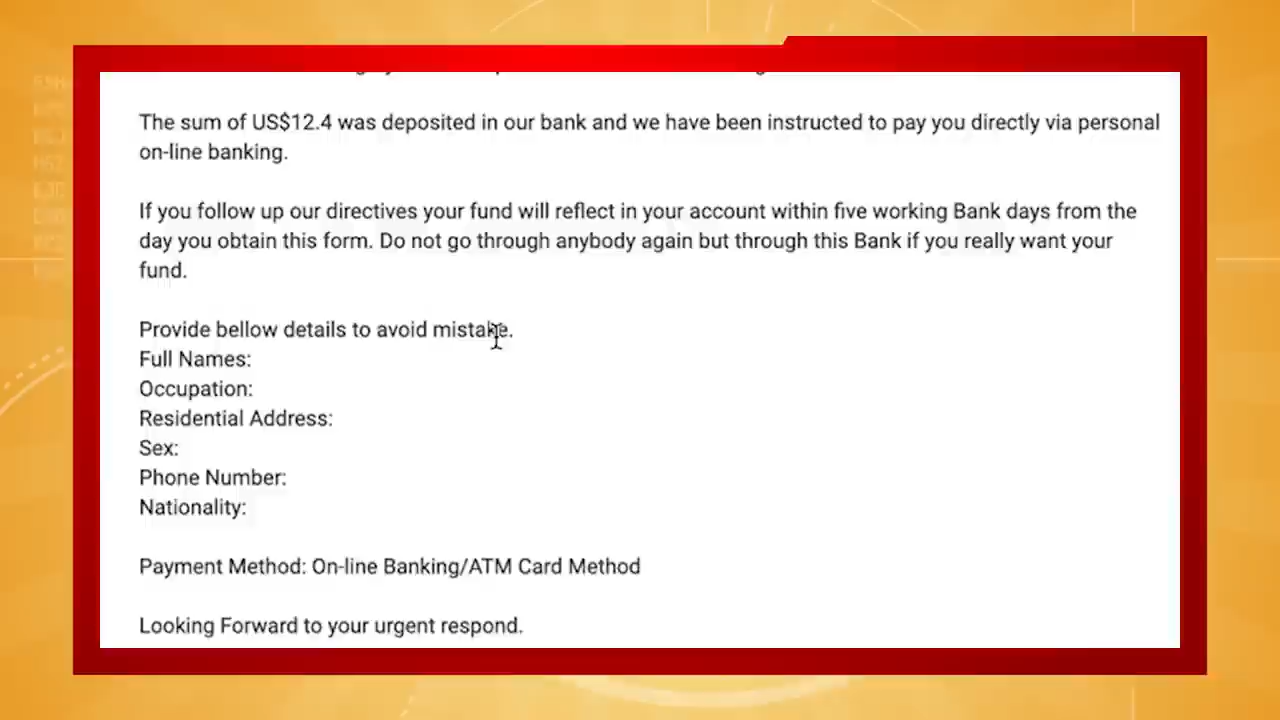 The sum of US$12.4 was deposited in our bank and we have been instructed to pay you directly via personal
on-line banking.
If you follow up our directives your fund will reflect in your account within five working Bank days from the
day you obtain this form. Do not go through anybody again but through this Bank if you really want your
fund.
Provide bellow details to avoid mistake.
Full Names:
Occupation:
Residential Address:
Sex:
Phone Number:
Nationality:
Payment Method: On-line Banking/ATM Card Method
Looking Forward to your urgent respond.